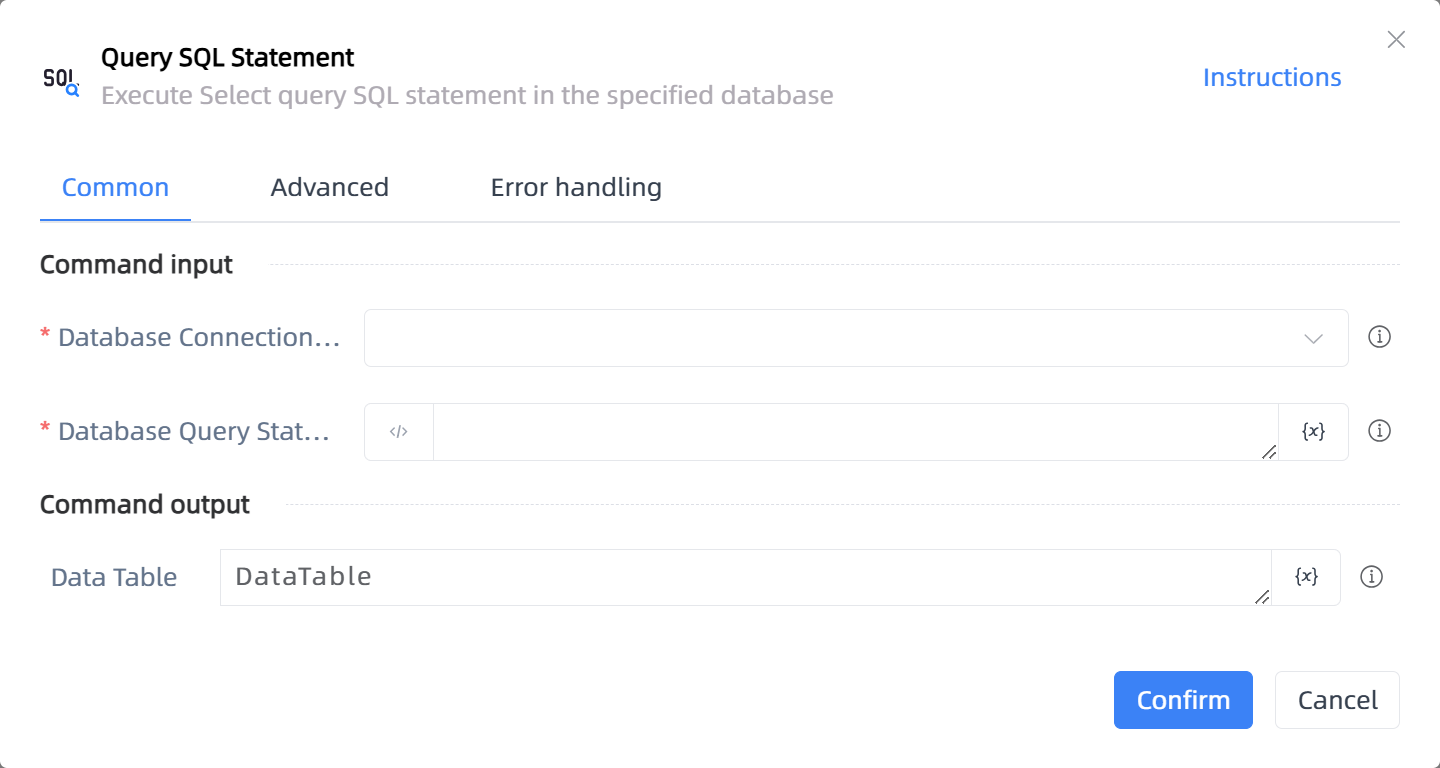 SQL
Query SQL Statement
Execute Select query SQL statement in the specified database
Instructions
Common
Advanced
Error handling
Command input
* Database Connection...
* Database Query Stat...
</>
{x}
Command output
Data Table
DataTable
{x}
Confirm
Cancel